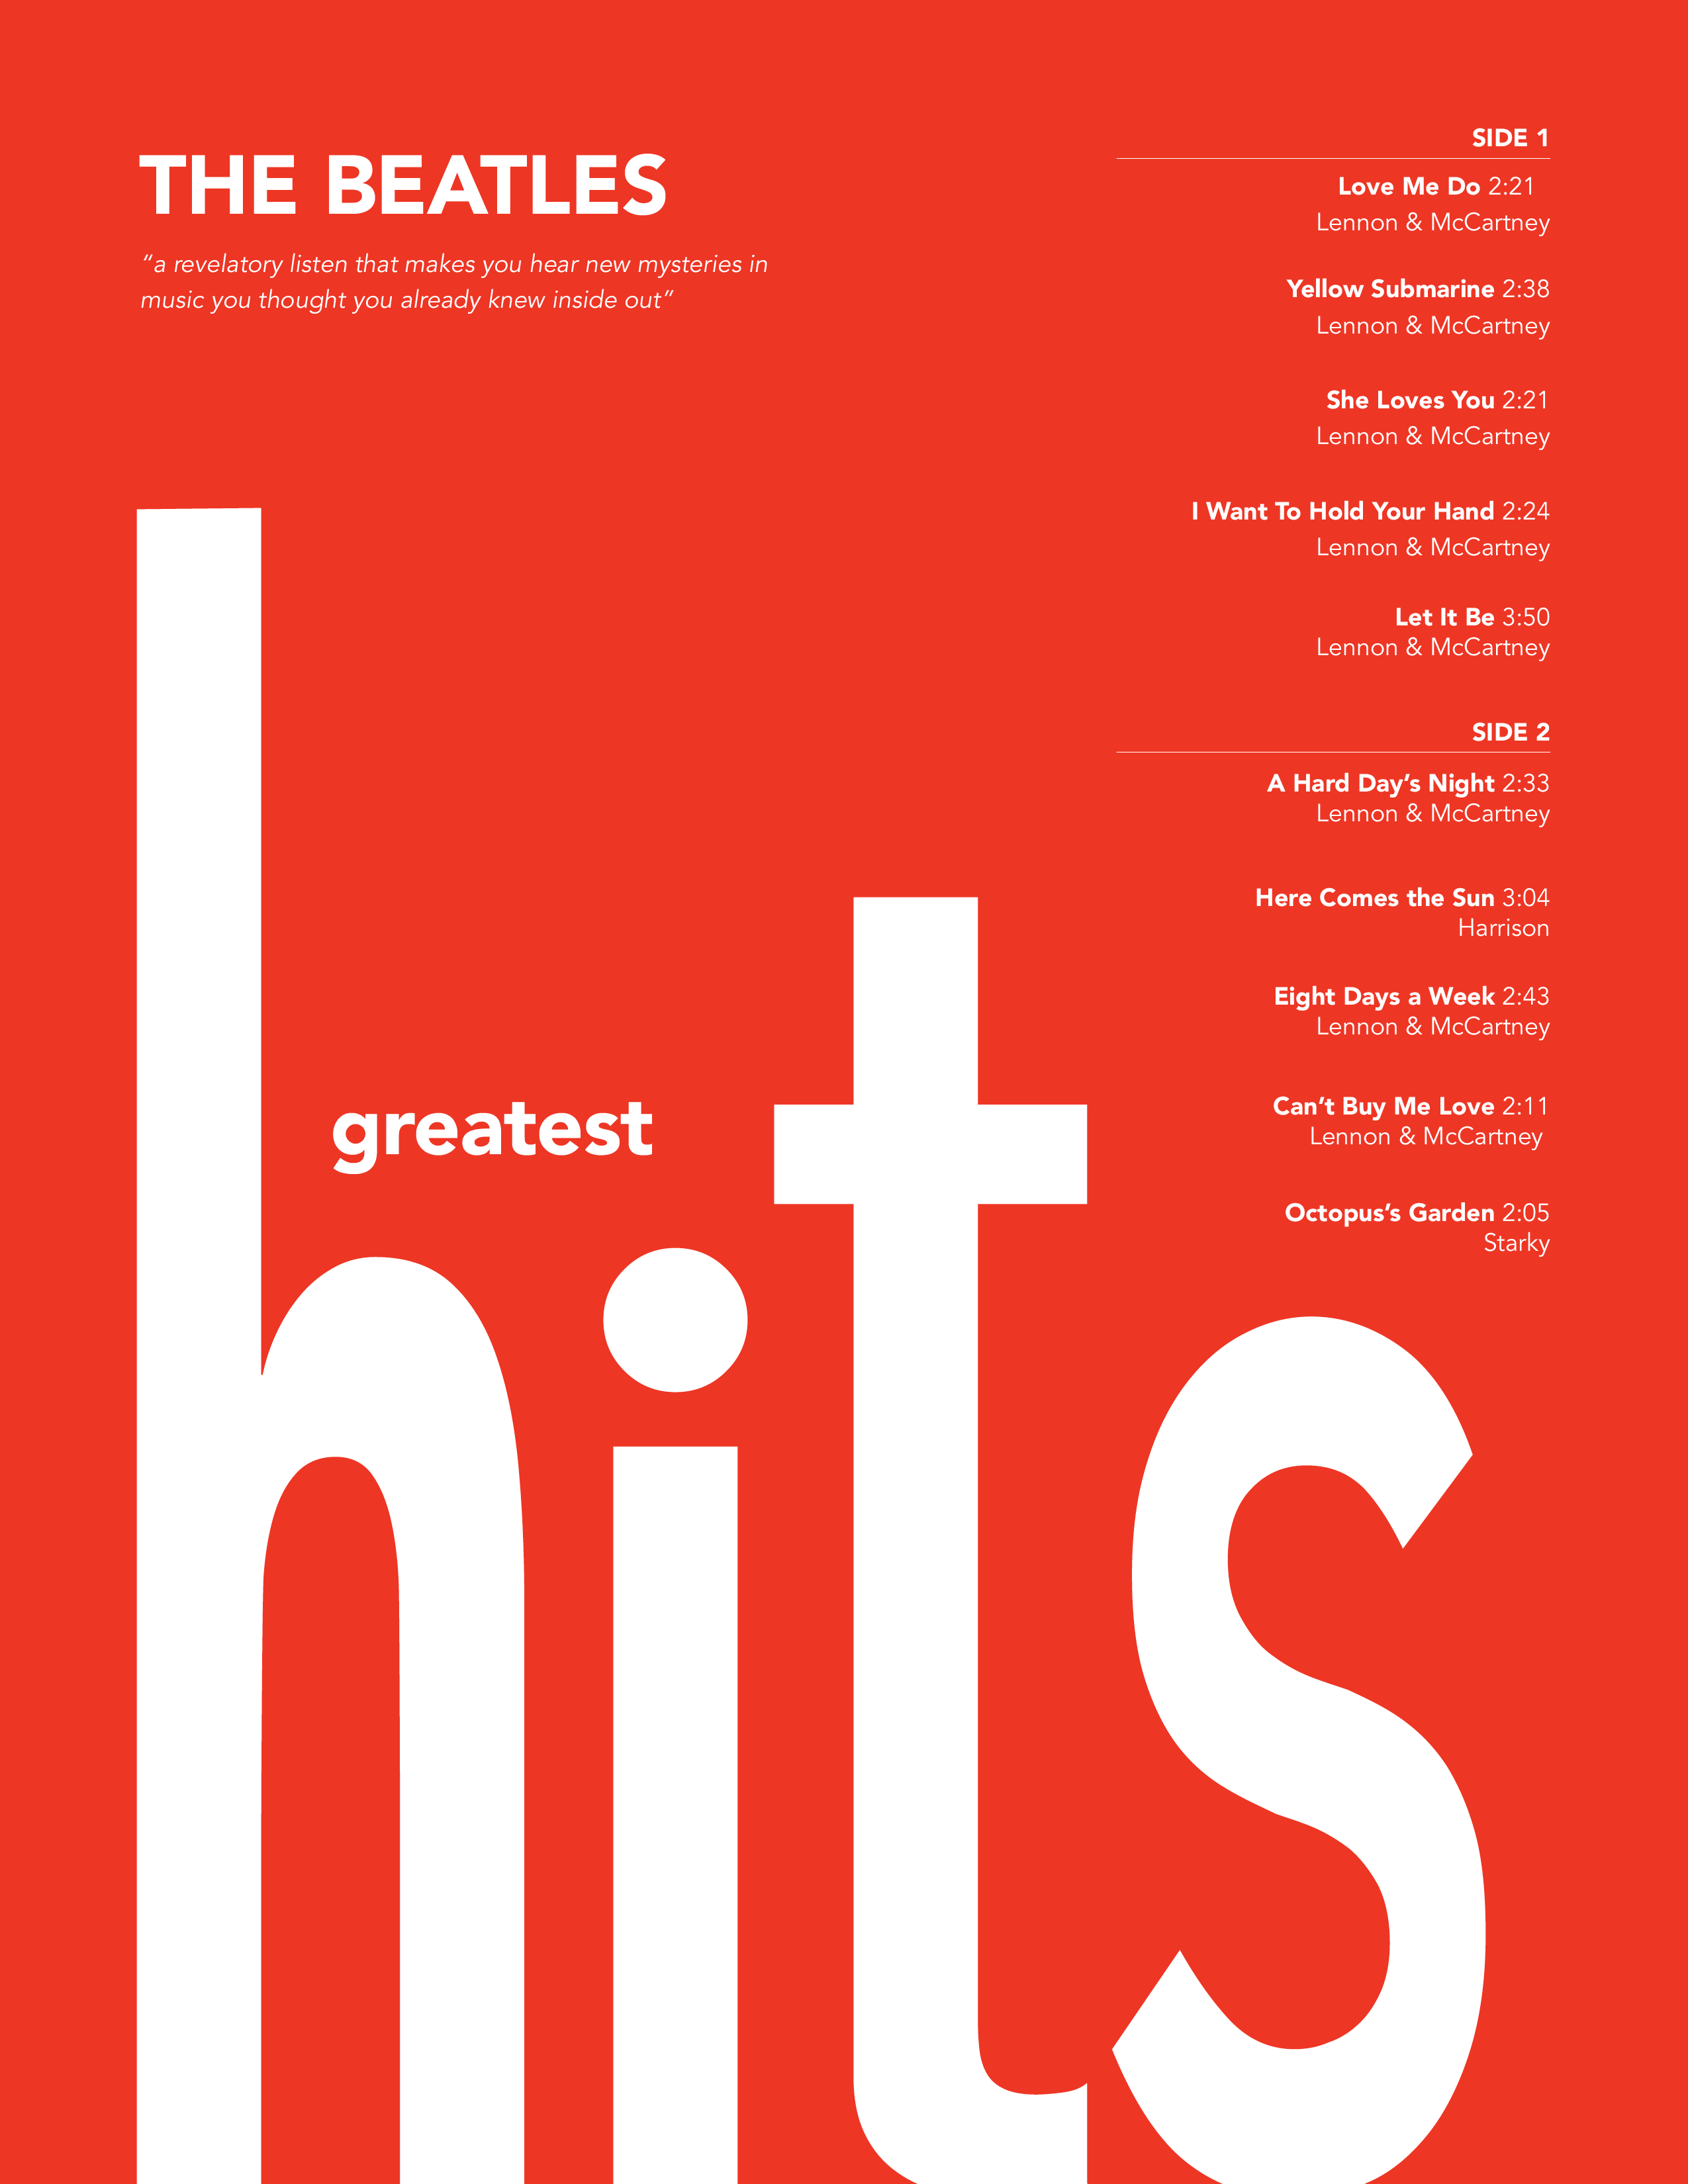 THE BEATLES
“a revelatory listen that makes you hear new mysteries in
music you thought you already knew inside out”
SIDE 1
Love Me Do 2:21
Lennon & McCartney
Yellow Submarine 2:38
Lennon & McCartney
She Loves You 2:21
Lennon & McCartney
I Want To Hold Your Hand 2:24
Lennon & McCartney
Let It Be 3:50
Lennon & McCartney
SIDE 2
A Hard Day’s Night 2:33
Lennon & McCartney
Here Comes the Sun 3:04
Harrison
Eight Days a Week 2:43
Lennon & McCartney
Can’t Buy Me Love 2:11
Lennon & McCartney
Octopus’s Garden 2:05
Starky
greatest
hits